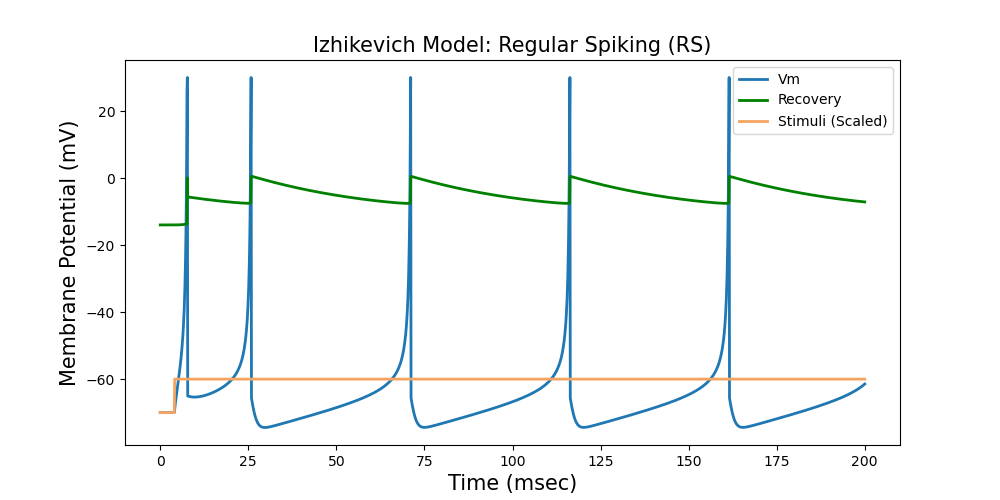 Izhikevich Model: Regular Spiking (RS)
Vm
Recovery
Stimuli (Scaled)
Membrane Potential (mV)
20
0
−20
−40
−60
0 25 50 75 100 125 150 175 200
Time (msec)